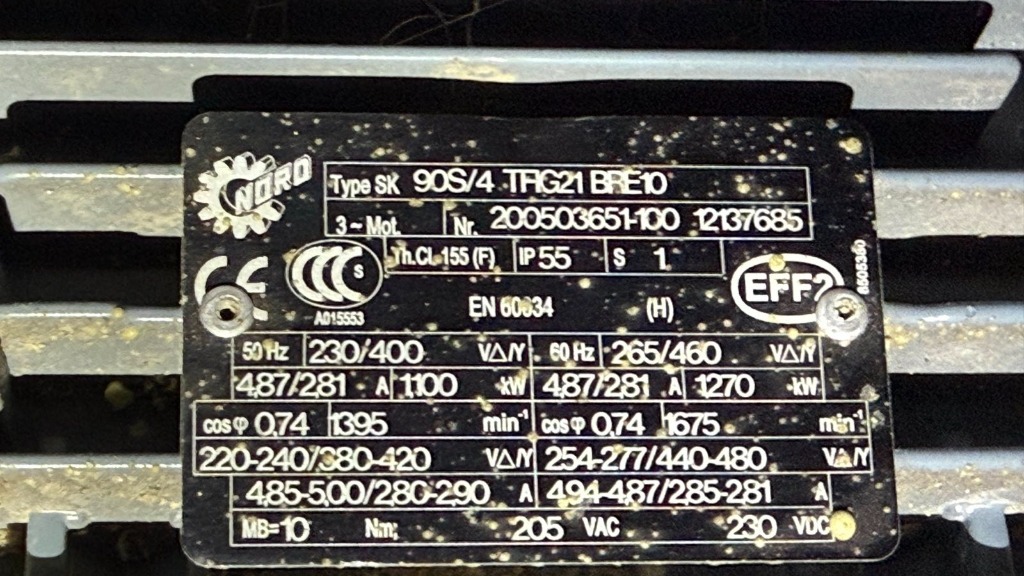 NORD
Type SK 90S/4 TFIG21 BRE10
3~Mot. Nr. 200503651-100 12137685
Th.Cl. 155 (F) IP 55 S 1
CE CCC S EFF2 6505350
A015553 EN 60034 (H)
50 Hz 230/400 V△/Y 60 Hz 265/460 V△/Y
4,87/2,81 A 1,100 kW 4,87/2,81 A 1,270 kW
cos φ 0,74 1395 min⁻¹ cos φ 0,74 1675 min⁻¹
220-240/380-420 V△/Y 254-277/440-480 V△/Y
4,85-5,00/2,80-2,90 A 4,94-4,87/2,85-2,81 A
MB=10 Nm; 205 VAC 230 VDC